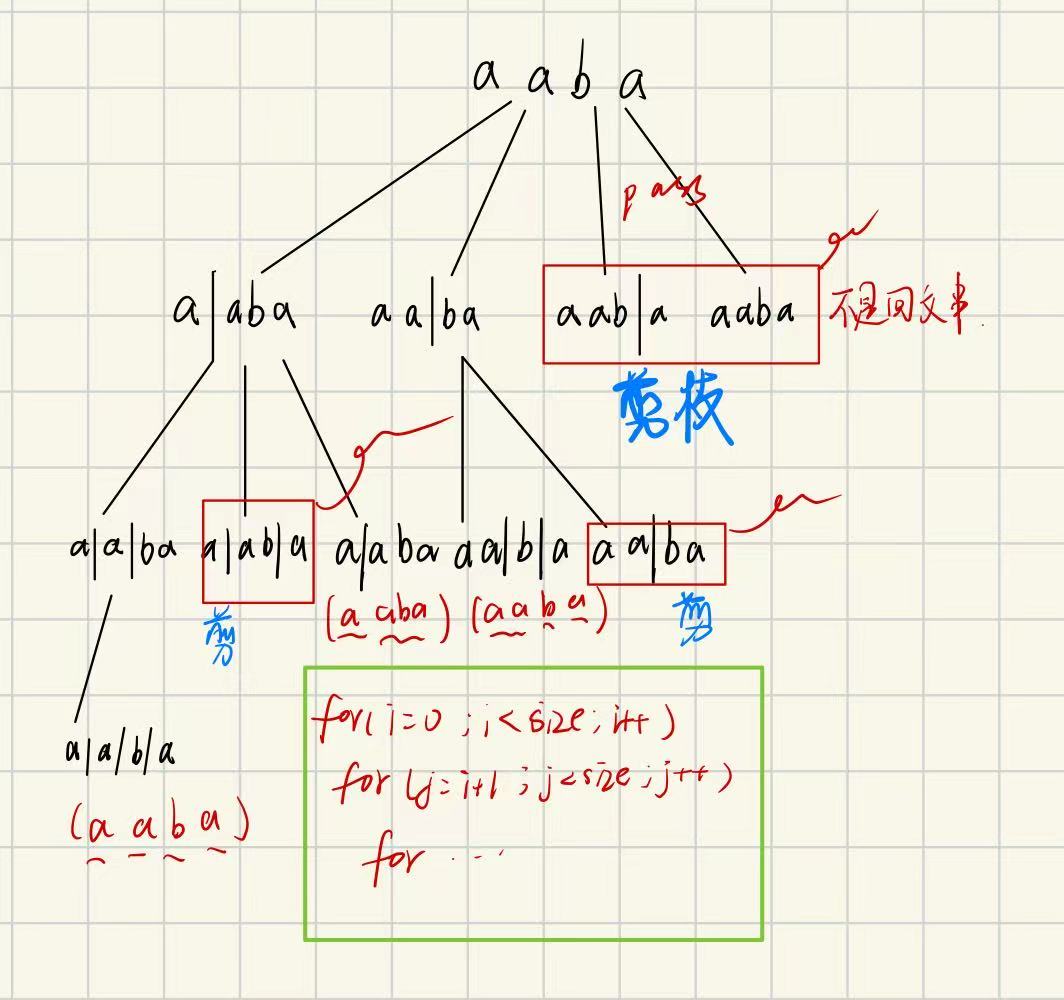 a a b a
pass
a|aba aa|ba aab|a aaba 不是回文串.
剪枝
a|a|ba a|ab|a a|aba aa|b|a aa|ba
剪 (a aba) (aa b a) 剪
for(i=0;i<size;i++)
a|a|b|a
for(j=i+1;j<size;j++)
(a a b a)
for ...